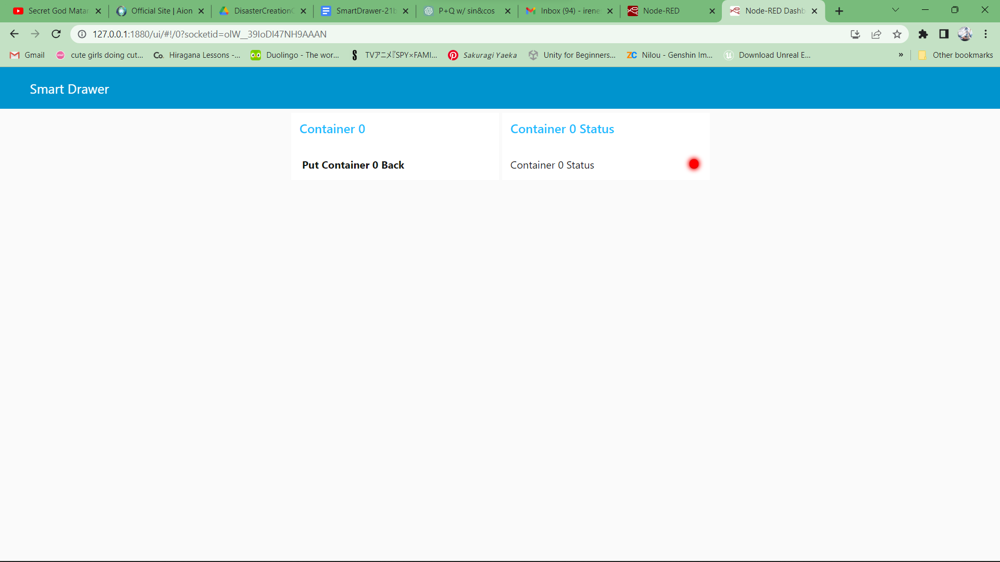 Secret God Matar
Official Site | Aion
DisasterCreationC
SmartDrawer-21b
P+Q w/ sin&cos
Inbox (94) - irene
Node-RED
Node-RED Dashb
127.0.0.1:1880/ui/#!/0?socketid=olW__39IoDI47NH9AAAN
Gmail
cute girls doing cut...
Co. Hiragana Lessons -...
Duolingo - The wor...
TVアニメ『SPY×FAMI...
Sakuragi Yaeka
Unity for Beginners...
ZC Nilou - Genshin Im...
Download Unreal E...
»
Other bookmarks
Smart Drawer
Container 0
Container 0 Status
Put Container 0 Back
Container 0 Status